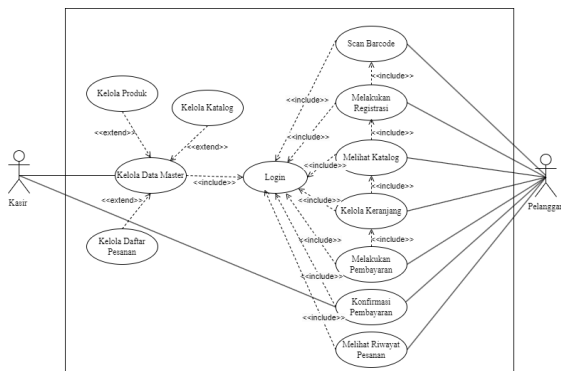 Scan Barcode
<<include>>
Kelola Produk
Kelola Katalog
<<include>>
Melakukan
Registrasi
<<extend>>
<<include>>
<<include>>
<<extend>>
Melihat Katalog
<<include>>
Kelola Data Master
<<include>>
Login
<<include>>
Kasir
<<extend>>
<<include>>
Kelola Keranjang
Pelanggan
Kelola Daftar
Pesanan
<<include>>
<<include>>
<<include>>
Melakukan
Pembayaran
<<include>>
Konfirmasi
Pembayaran
<<include>>
Melihat Riwayat
Pesanan